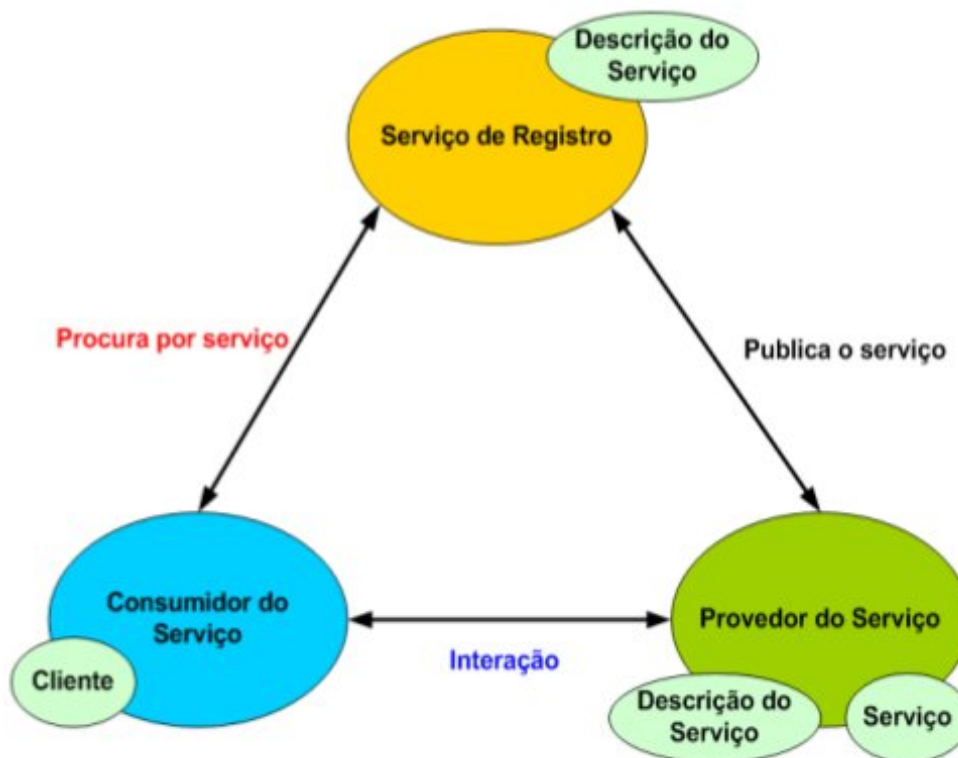 Descrição do
Serviço
Serviço de Registro
Procura por serviço
Publica o serviço
Consumidor do
Serviço
Cliente
Interação
Provedor do Serviço
Descrição do
Serviço
Serviço